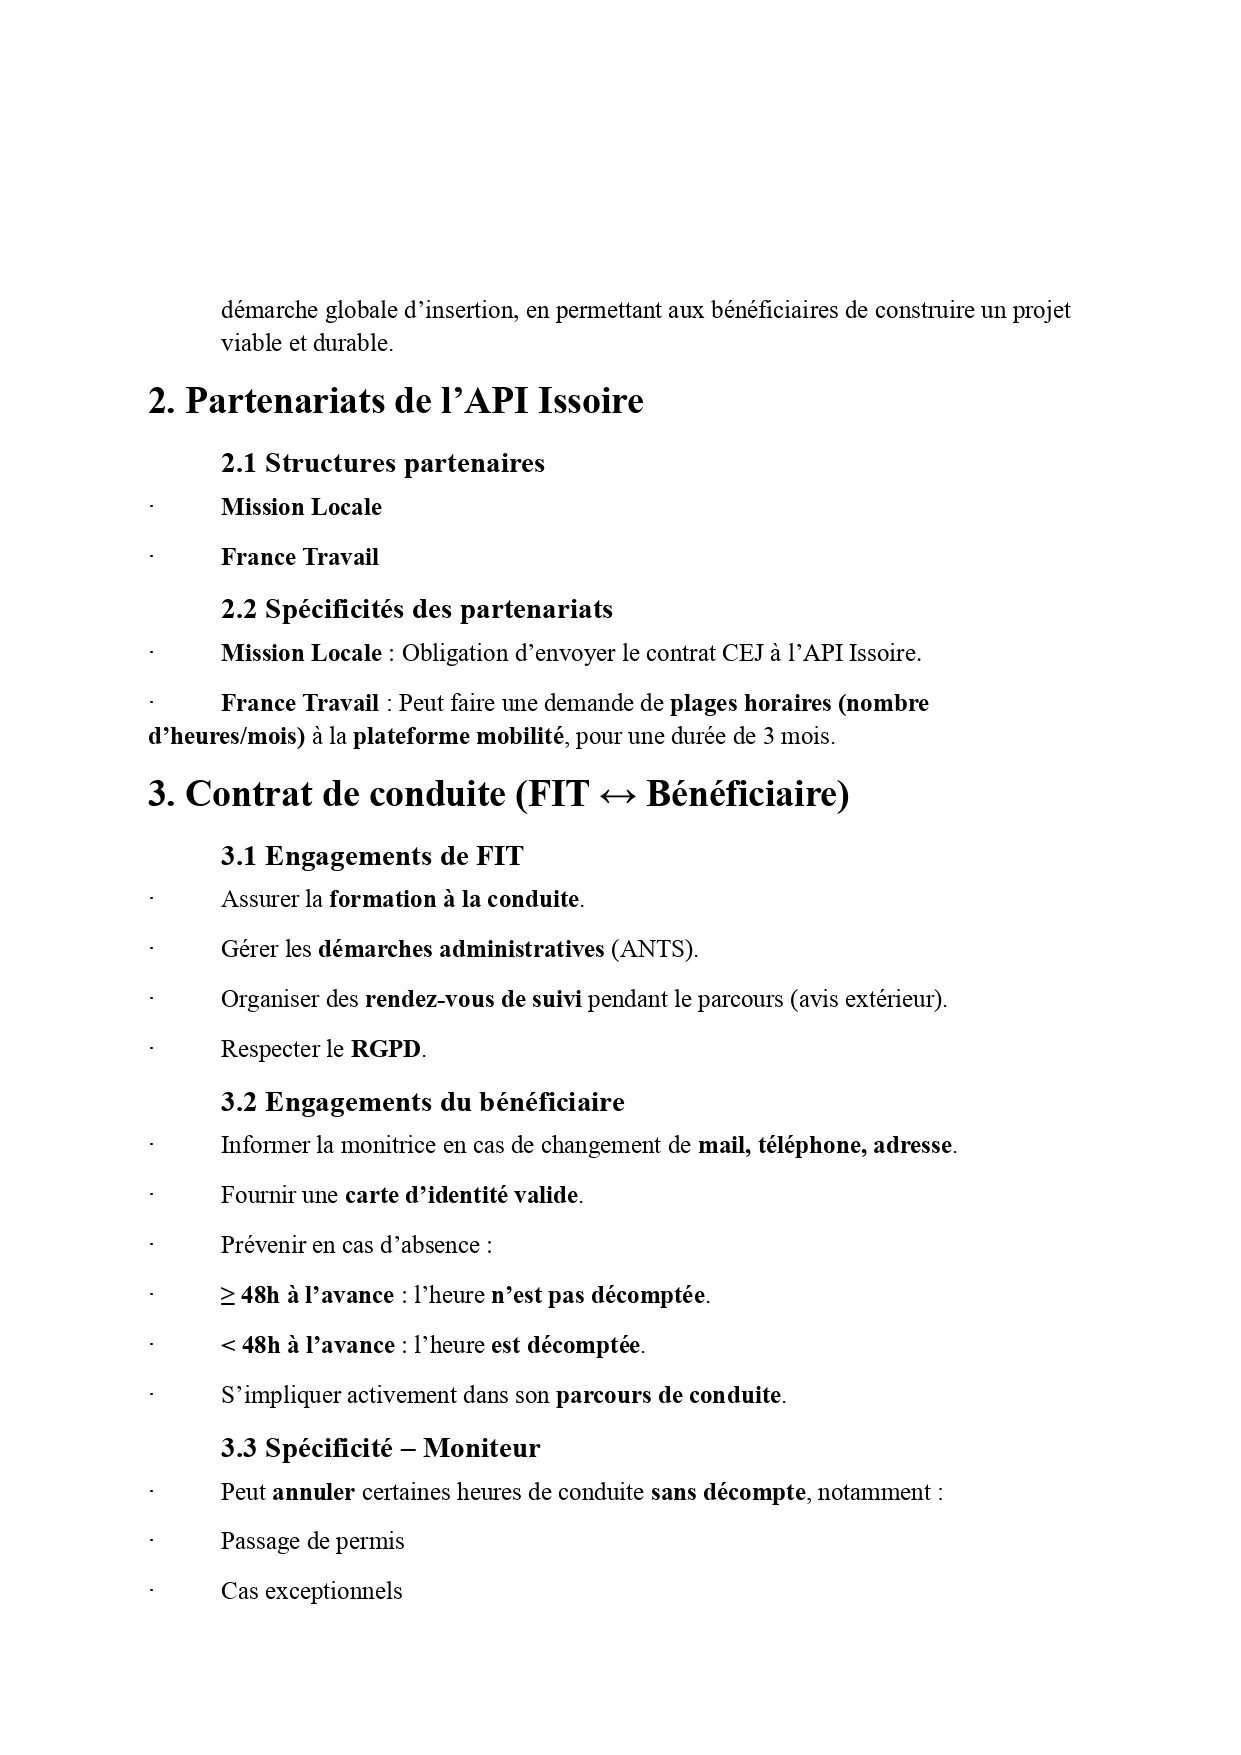 démarche globale d’insertion, en permettant aux bénéficiaires de construire un projet
viable et durable.
2. Partenariats de l’API Issoire
2.1 Structures partenaires
· Mission Locale
· France Travail
2.2 Spécificités des partenariats
· Mission Locale : Obligation d’envoyer le contrat CEJ à l’API Issoire.
· France Travail : Peut faire une demande de plages horaires (nombre
d’heures/mois) à la plateforme mobilité, pour une durée de 3 mois.
3. Contrat de conduite (FIT ↔ Bénéficiaire)
3.1 Engagements de FIT
· Assurer la formation à la conduite.
· Gérer les démarches administratives (ANTS).
· Organiser des rendez-vous de suivi pendant le parcours (avis extérieur).
· Respecter le RGPD.
3.2 Engagements du bénéficiaire
· Informer la monitrice en cas de changement de mail, téléphone, adresse.
· Fournir une carte d’identité valide.
· Prévenir en cas d’absence :
· ≥ 48h à l’avance : l’heure n’est pas décomptée.
· < 48h à l’avance : l’heure est décomptée.
· S’impliquer activement dans son parcours de conduite.
3.3 Spécificité – Moniteur
· Peut annuler certaines heures de conduite sans décompte, notamment :
· Passage de permis
· Cas exceptionnels